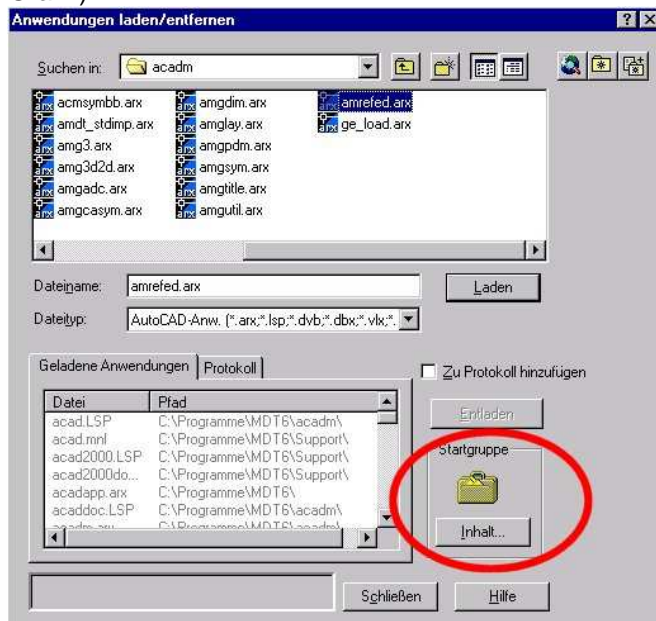 Anwendungen laden/entfernen
Suchen in: acadm
acmsymbb.arx amgdim.arx amrefed.arx
amdt_stdimp.arx amglay.arx ge_load.arx
amg3.arx amgpdm.arx
amg3d2d.arx amgsym.arx
amgadc.arx amgtitle.arx
amgcasym.arx amgutil.arx
Dateiname: amrefed.arx Laden
Dateityp: AutoCAD-Anw. (*.arx;*.lsp;*.dvb;*.dbx;*.vlx;*.
Geladene Anwendungen Protokoll Zu Protokoll hinzufügen
Datei Pfad
acad.LSP C:\Programme\MDT6\acadm\ Entladen
acad.mnl C:\Programme\MDT6\Support\
acad2000.LSP C:\Programme\MDT6\Support\ Startgruppe
acad2000do... C:\Programme\MDT6\Support\
acadapp.arx C:\Programme\MDT6\
acaddoc.LSP C:\Programme\MDT6\acadm\
Inhalt...
Schließen Hilfe